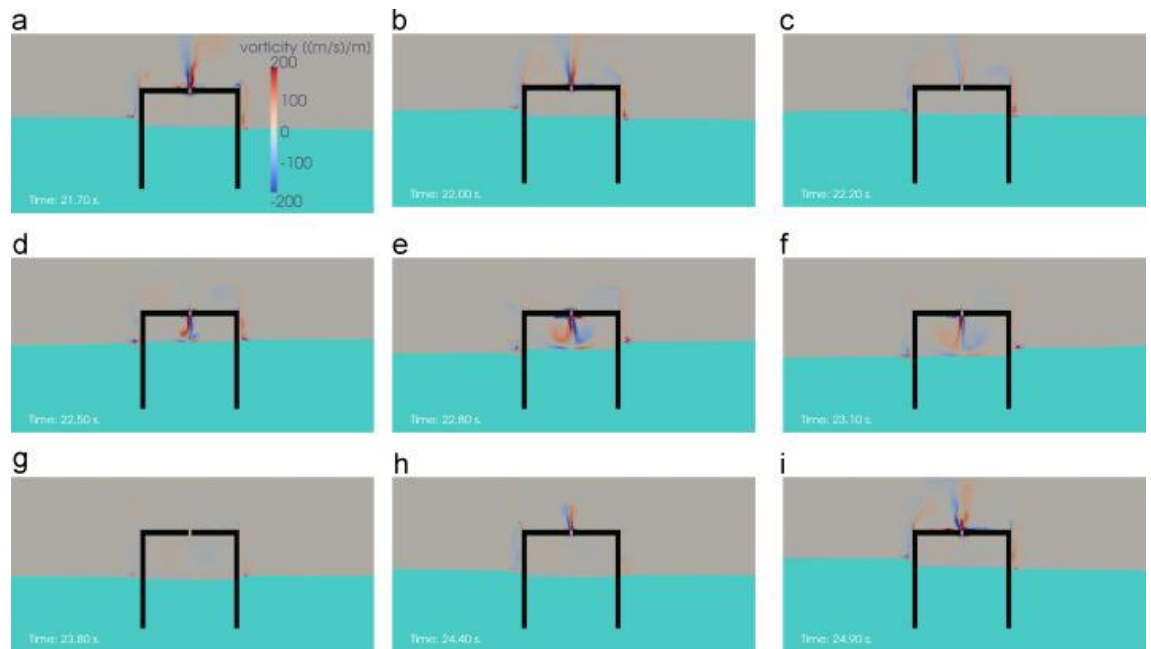 a
b
c
vorticity [(m/s)/m]
200
100
0
-100
-200
Time: 21.70 s.
Time: 22.00 s.
Time: 22.20 s.
d
e
f
Time: 22.50 s.
Time: 22.80 s.
Time: 23.10 s.
g
h
i
Time: 23.80 s.
Time: 24.40 s.
Time: 24.90 s.